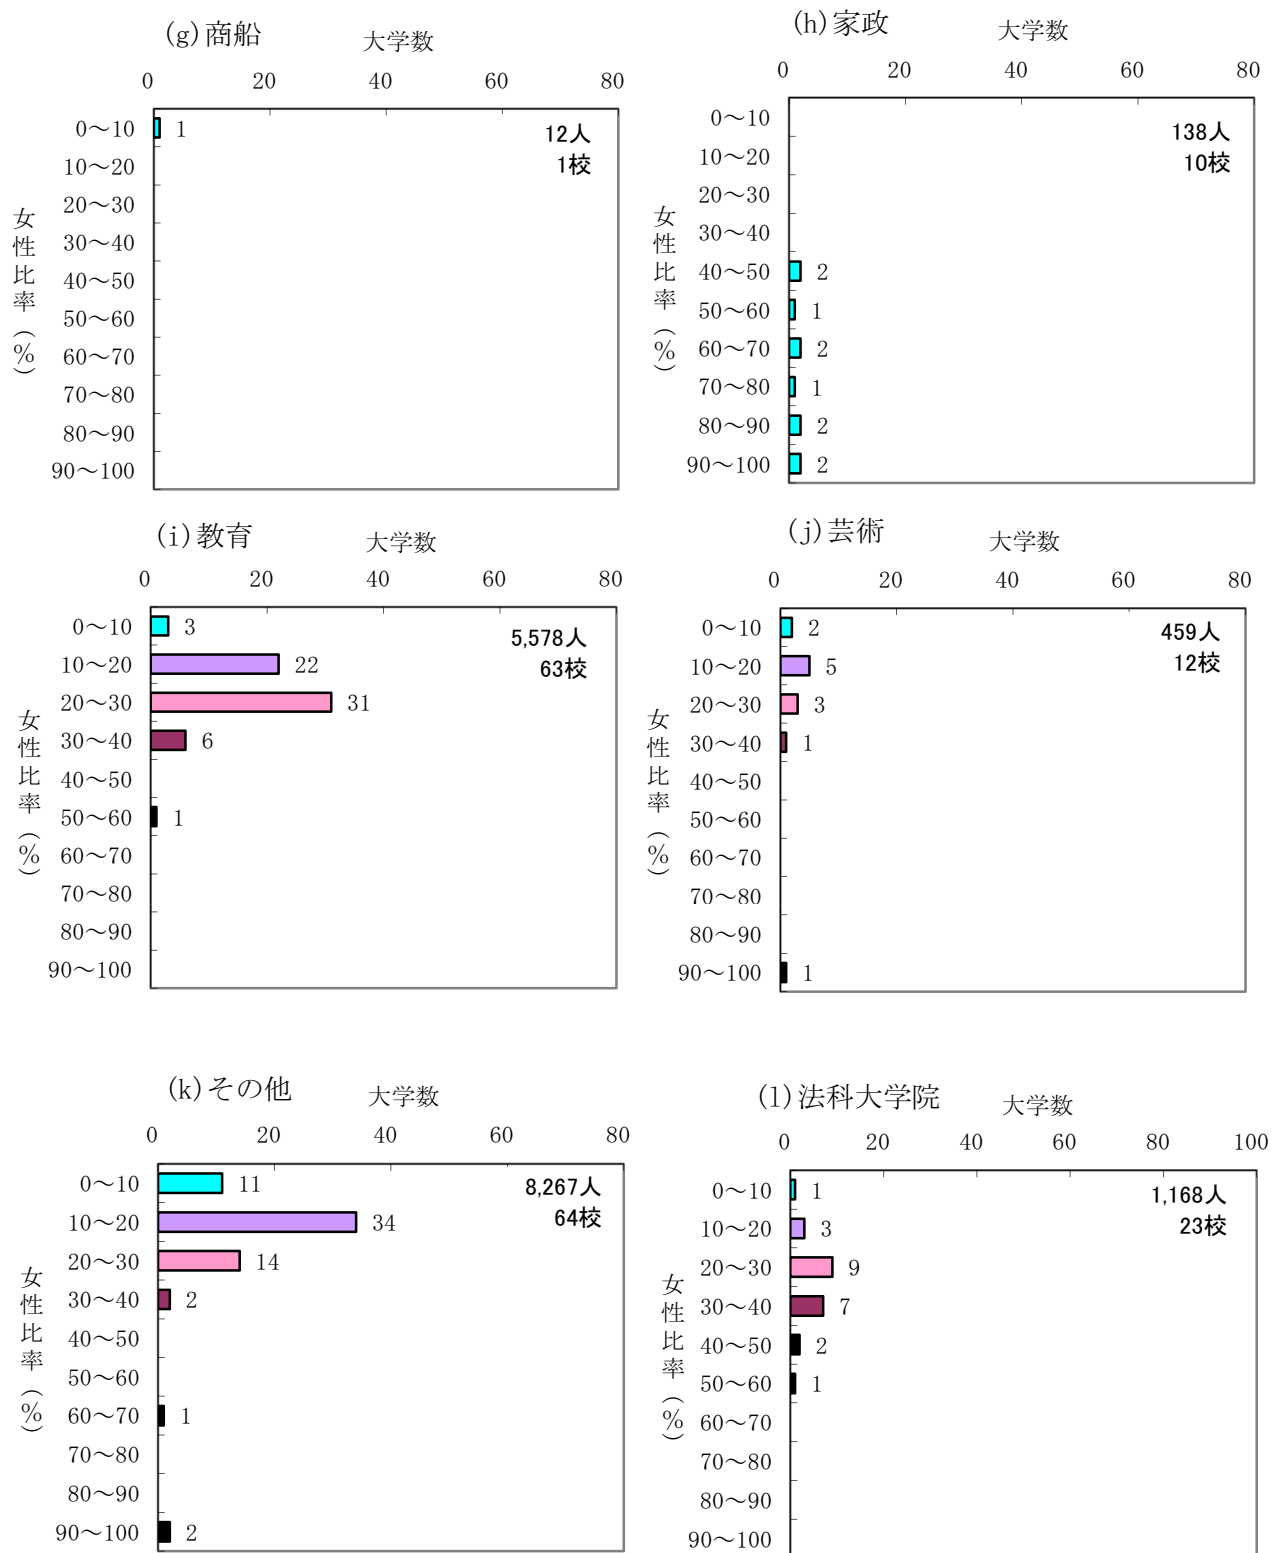 (g)商船 大学数
0 20 40 60 80
0～10 1
10～20
20～30
30～40
40～50
50～60
60～70
70～80
80～90
90～100
女性比率(%)
12人
1校
(h)家政 大学数
0 20 40 60 80
0～10
10～20
20～30
30～40
40～50 2
50～60 1
60～70 2
70～80 1
80～90 2
90～100 2
女性比率(%)
138人
10校
(i)教育 大学数
0 20 40 60 80
0～10 3
10～20 22
20～30 31
30～40 6
40～50
50～60 1
60～70
70～80
80～90
90～100
女性比率(%)
5,578人
63校
(j)芸術 大学数
0 20 40 60 80
0～10 2
10～20 5
20～30 3
30～40 1
40～50
50～60
60～70
70～80
80～90
90～100 1
女性比率(%)
459人
12校
(k)その他 大学数
0 20 40 60 80
0～10 11
10～20 34
20～30 14
30～40 2
40～50
50～60
60～70 1
70～80
80～90
90～100 2
女性比率(%)
8,267人
64校
(l)法科大学院 大学数
0 20 40 60 80 100
0～10 1
10～20 3
20～30 9
30～40 7
40～50 2
50～60 1
60～70
70～80
80～90
90～100
女性比率(%)
1,168人
23校